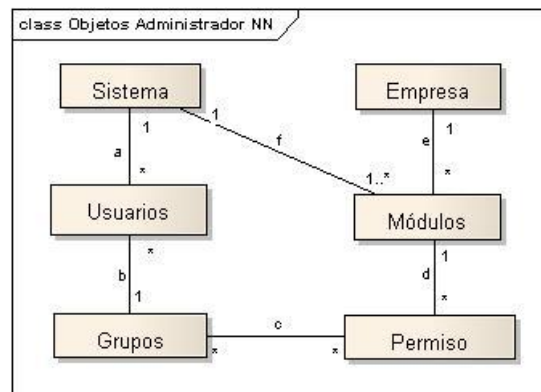 class Objetos Administrador NN
Sistema
Empresa
1
1
1
f
a
e
*
1..*
*
Usuarios
Módulos
*
1
b
d
1
c
*
Grupos
*
*
Permiso